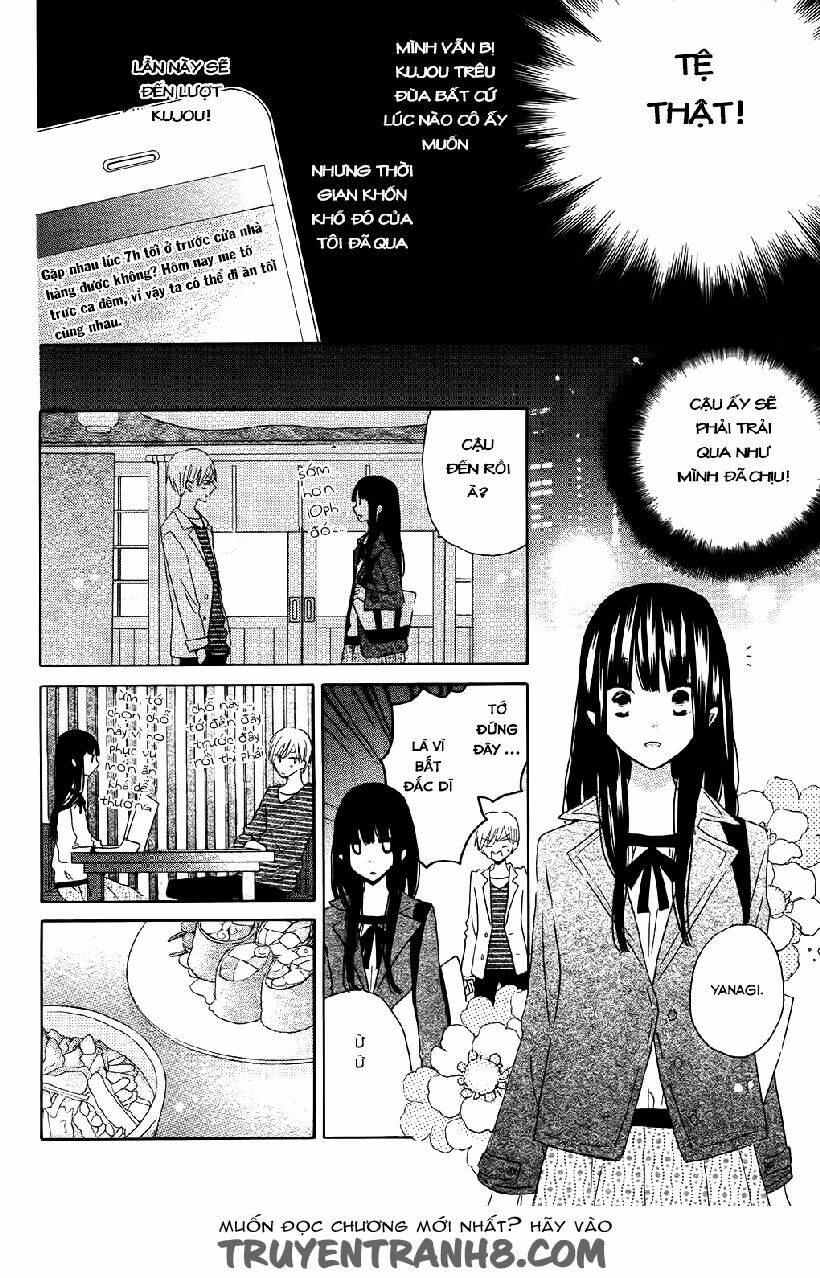 TỆ
THẬT!
MÌNH VẪN BỊ
KUJOU TRÊU
ĐÙA BẤT CỨ
LÚC NÀO CÔ ẤY
MUỐN
NHƯNG THỜI
GIAN KHỐN
KHỔ ĐÓ CỦA
TÔI ĐÃ QUA
LẦN NÀY SẼ
ĐẾN LƯỢT
KUJOU!
Gặp nhau lúc 7h tối ở trước cửa nhà
hàng được không? Hôm nay mẹ tớ
trưc ca đêm, vì vậy ta có thể đi ăn tối
cùng nhau.
CẬU ẤY SẼ
PHẢI TRẢI
QUA NHƯ
MÌNH ĐÃ CHỊU!
CẬU
ĐẾN RỒI
À?
sớm
hơn
10ph
đó...
YANAGI.
TỚ
ĐỨNG
ĐÂY ...
LÀ VÌ
BẤT
ĐẮC DĨ
Ừ
Ừ
MUỐN ĐỌC CHƯƠNG MỚI NHẤT? HÃY VÀO
TRUYENTRANH8.COM